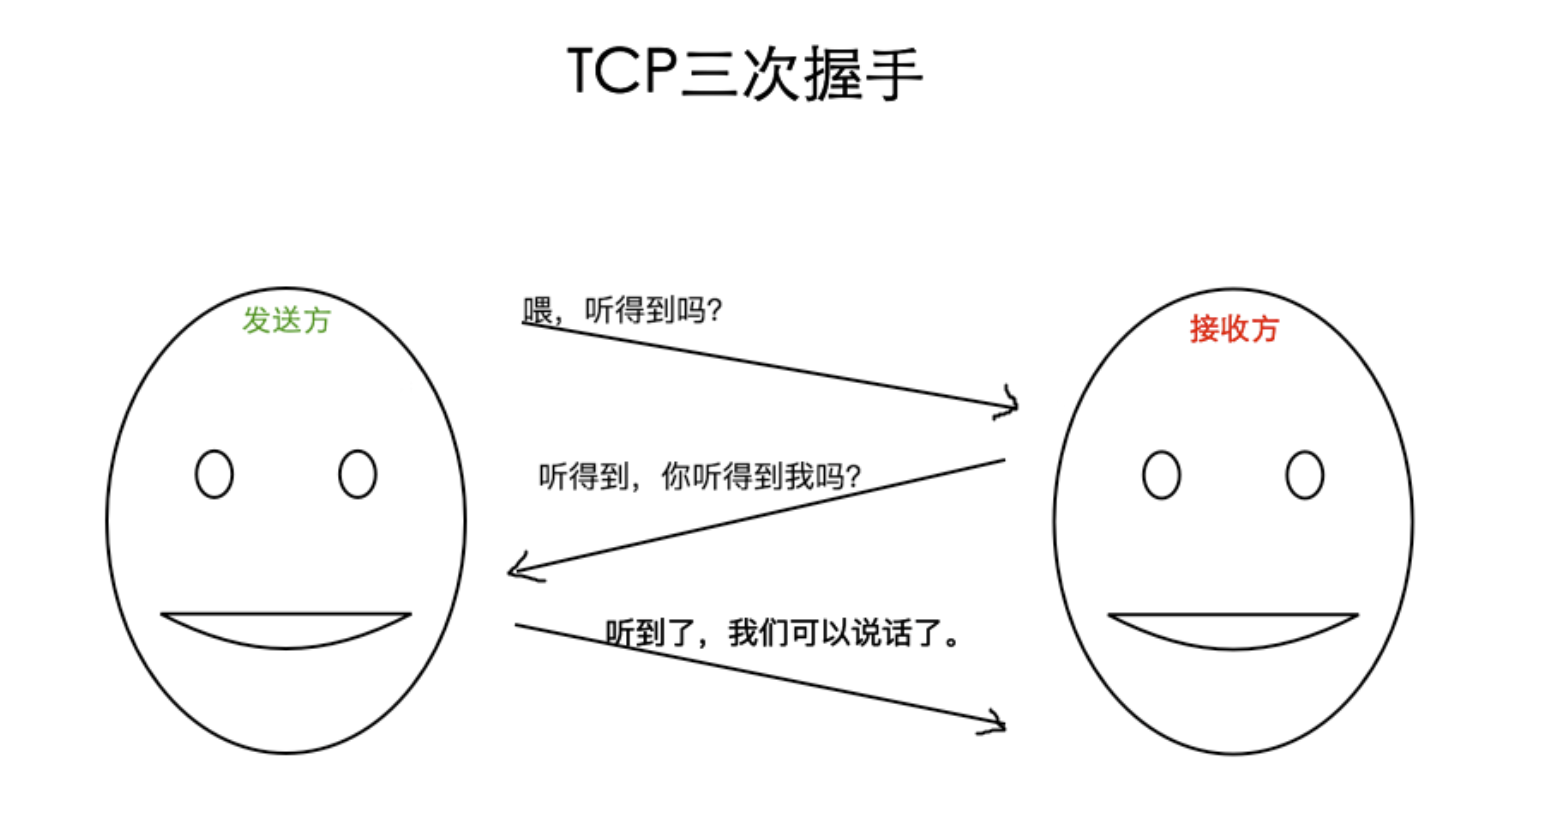 TCP三次握手
发送方
接收方
喂，听得到吗？
听得到，你听得到我吗？
听到了，我们可以说话了。